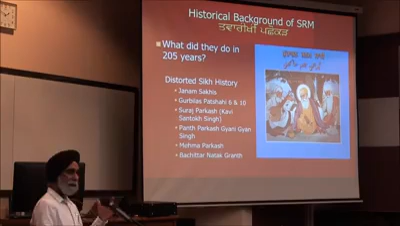 Historical Background of SRM
ਤਵਾਰੀਖੀ ਪਛੋਕੜ
What did they do in
205 years?
Distorted Sikh History
• Janam Sakhis
• Gurbilas Patshahi 6 & 10
• Suraj Parkash (Kavi
Santokh Singh)
• Panth Parkash Gyani Gyan
Singh
• Mehma Parkash
• Bachittar Natak Granth